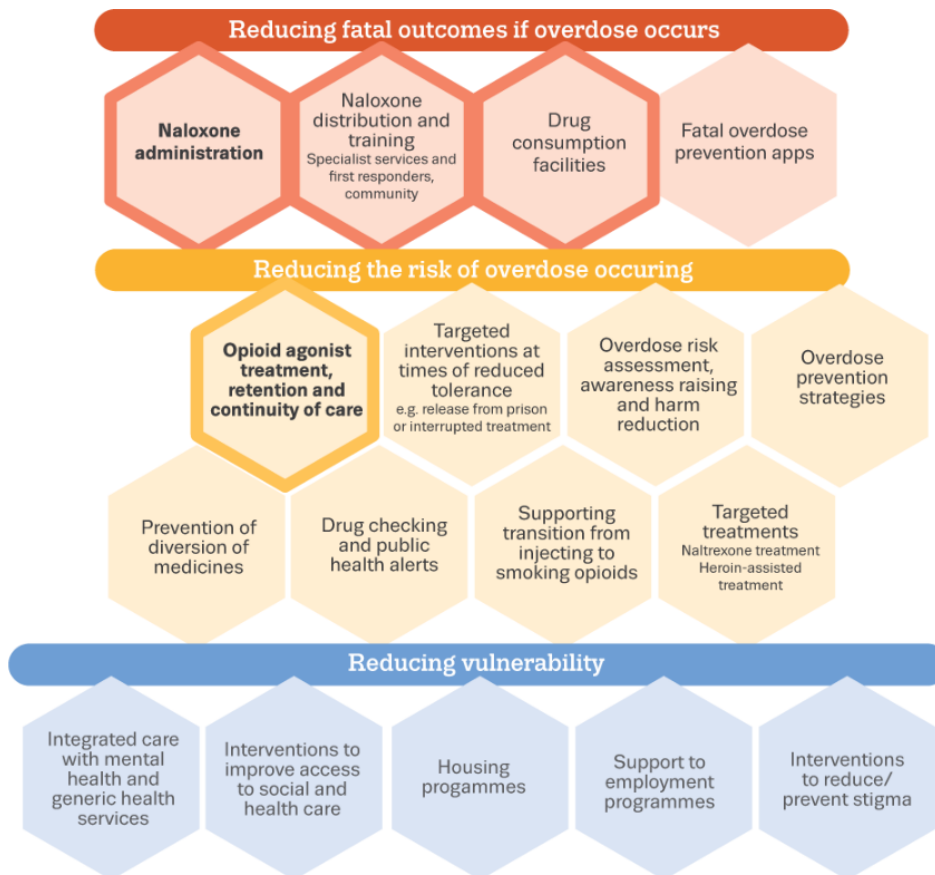 Reducing fatal outcomes if overdose occurs
Naloxone
administration
Naloxone
distribution and
training
Specialist services and
first responders,
community
Drug
consumption
facilities
Fatal overdose
prevention apps
Reducing the risk of overdose occuring
Opioid agonist
treatment,
retention and
continuity of care
Targeted
interventions at
times of reduced
tolerance
e.g. release from prison
or interrupted treatment
Overdose risk
assessment,
awareness raising
and harm
reduction
Overdose
prevention
strategies
Prevention of
diversion of
medicines
Drug checking
and public
health alerts
Supporting
transition from
injecting to
smoking opioids
Targeted
treatments
Naltrexone treatment
Heroin-assisted
treatment
Reducing vulnerability
Integrated care
with mental
health and
generic health
services
Interventions to
improve access
to social and
health care
Housing
progammes
Support to
employment
programmes
Interventions
to reduce/
prevent stigma